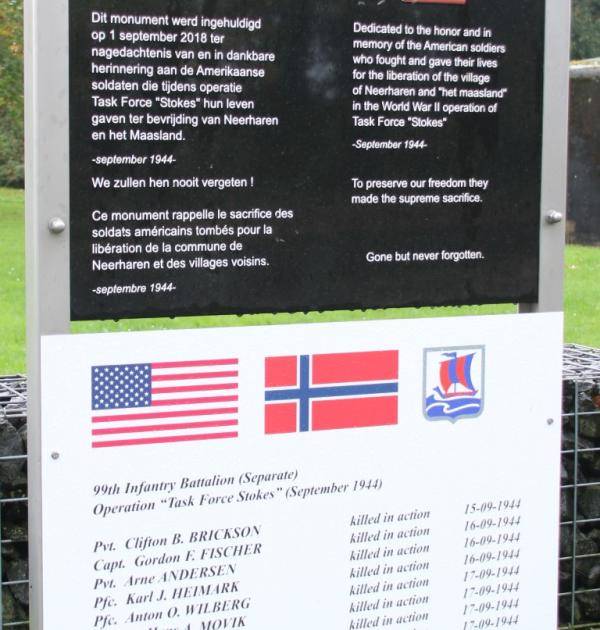 Dit monument werd ingehuldigd
op 1 september 2018 ter
nagedachtenis van en in dankbare
herinnering aan de Amerikaanse
soldaten die tijdens operatie
Task Force "Stokes" hun leven
gaven ter bevrijding van Neerharen
en het Maasland.
-september 1944-
We zullen hen nooit vergeten !
Ce monument rappelle le sacrifice des
soldats américains tombés pour la
libération de la commune de
Neerharen et des villages voisins.
-septembre 1944-
Dedicated to the honor and in
memory of the American soldiers
who fought and gave their lives
for the liberation of the village
of Neerharen and "het maasland"
in the World War II operation of
Task Force "Stokes"
-September 1944-
To preserve our freedom they
made the supreme sacrifice.
Gone but never forgotten.
99th Infantry Battalion (Separate)
Operation "Task Force Stokes" (September 1944)
Pvt. Clifton B. BRICKSON killed in action 15-09-1944
Capt. Gordon F. FISCHER killed in action 16-09-1944
Pvt. Arne ANDERSEN killed in action 16-09-1944
Pfc. Karl J. HEIMARK killed in action 16-09-1944
Pfc. Anton O. WILBERG killed in action 17-09-1944
A. MOVIK killed in action 17-09-1944
killed in action 17-09-1944